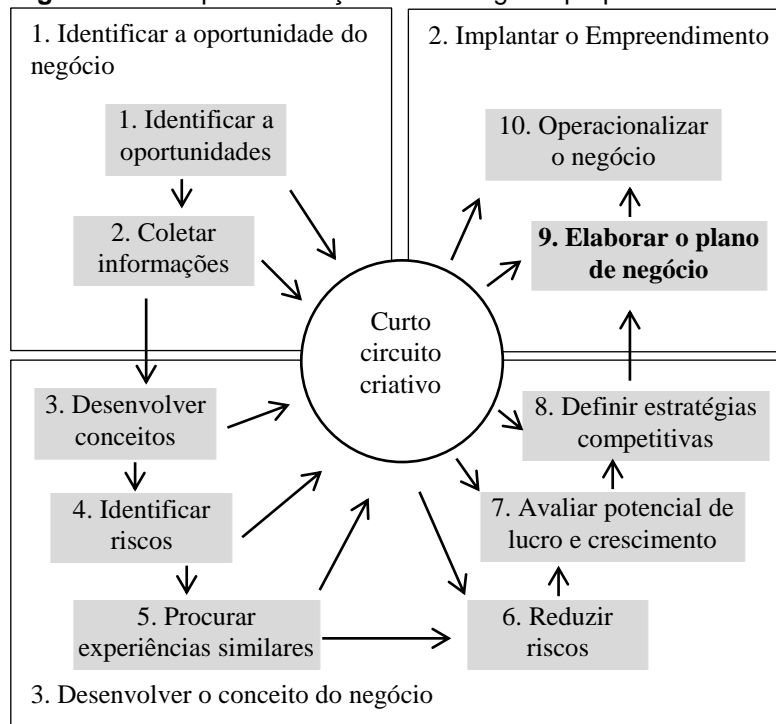 1. Identificar a oportunidade do
negócio
1. Identificar a
oportunidades
2. Coletar
informações
2. Implantar o Empreendimento
10. Operacionalizar
o negócio
9. Elaborar o plano
de negócio
Curto
circuito
criativo
3. Desenvolver
conceitos
4. Identificar
riscos
5. Procurar
experiências similares
6. Reduzir
riscos
7. Avaliar potencial de
lucro e crescimento
8. Definir estratégias
competitivas
3. Desenvolver o conceito do negócio